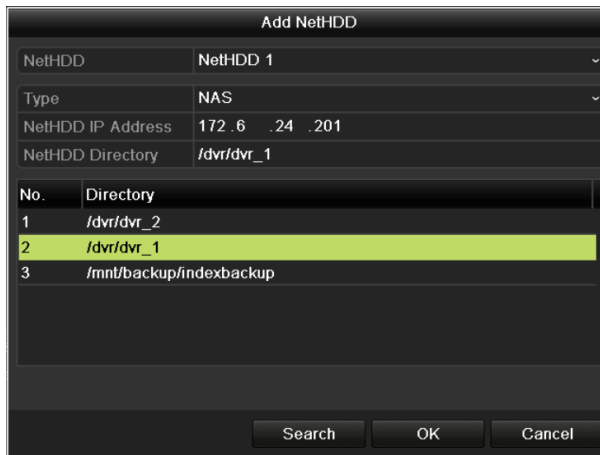 Add NetHDD
NetHDD NetHDD 1
Type NAS
NetHDD IP Address 172 .6 .24 .201
NetHDD Directory /dvr/dvr_1
No. Directory
1 /dvr/dvr_2
2 /dvr/dvr_1
3 /mnt/backup/indexbackup
Search OK Cancel